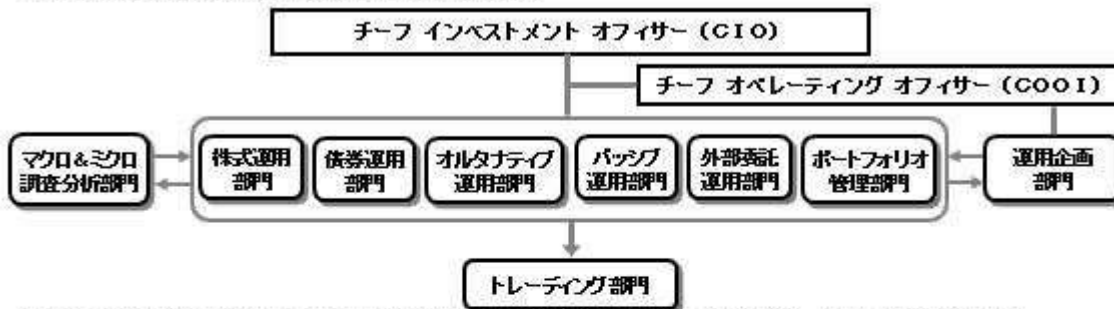 チーフ インベストメント オフィサー (CIO)
チーフ オペレーティング オフィサー (COOI)
マクロ&ミクロ
調査分析部門
株式運用
部門
債券運用
部門
オルタナティブ
運用部門
パッシブ
運用部門
外部委託
運用部門
ポートフォリオ
管理部門
運用企画
部門
トレーディング部門